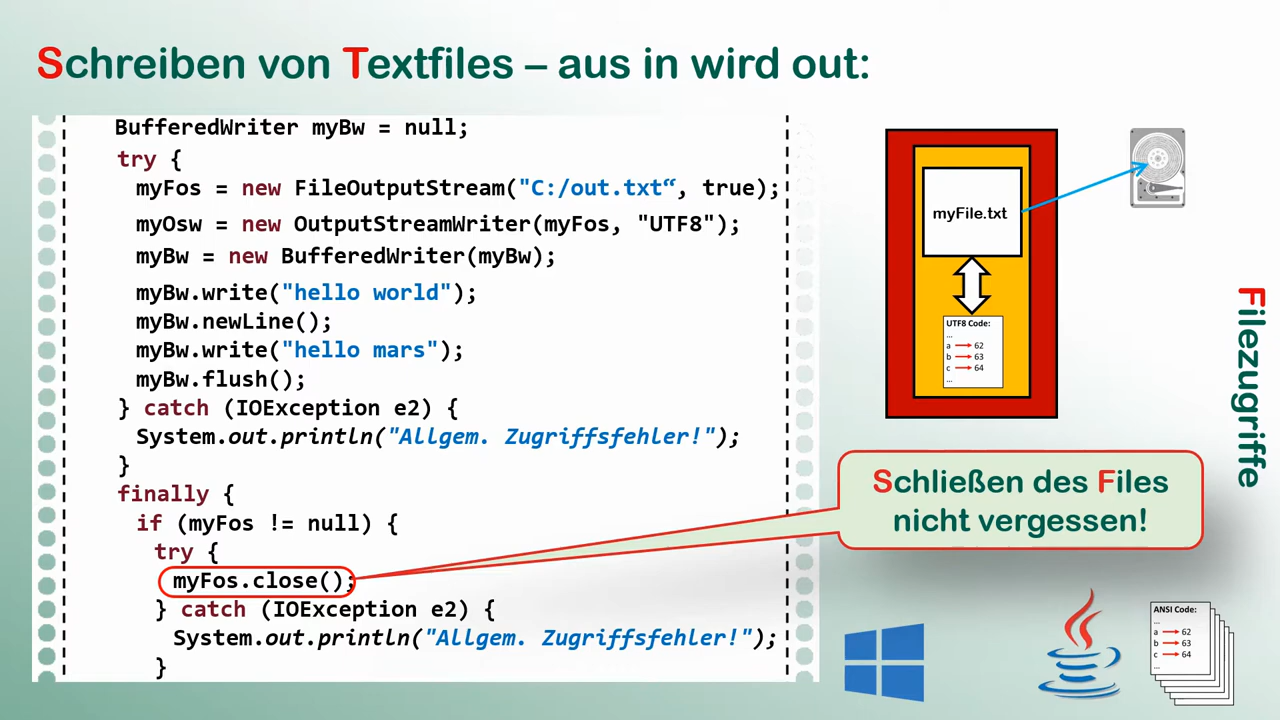 Schreiben von Textfiles – aus in wird out:
BufferedWriter myBw = null;
try {
myFos = new FileOutputStream("C:/out.txt“, true);
myOsw = new OutputStreamWriter(myFos, "UTF8");
myBw = new BufferedWriter(myBw);
myBw.write("hello world");
myBw.newLine();
myBw.write("hello mars");
myBw.flush();
} catch (IOException e2) {
System.out.println("Allgem. Zugriffsfehler!");
}
finally {
if (myFos != null) {
try {
myFos.close();
} catch (IOException e2) {
System.out.println("Allgem. Zugriffsfehler!");
}
myFile.txt
UTF8 Code:
...
a 62
b 63
c 64
...
Filezugriffe
Schließen des Files
nicht vergessen!
ANSI Code:
...
a 62
b 63
c 64
...